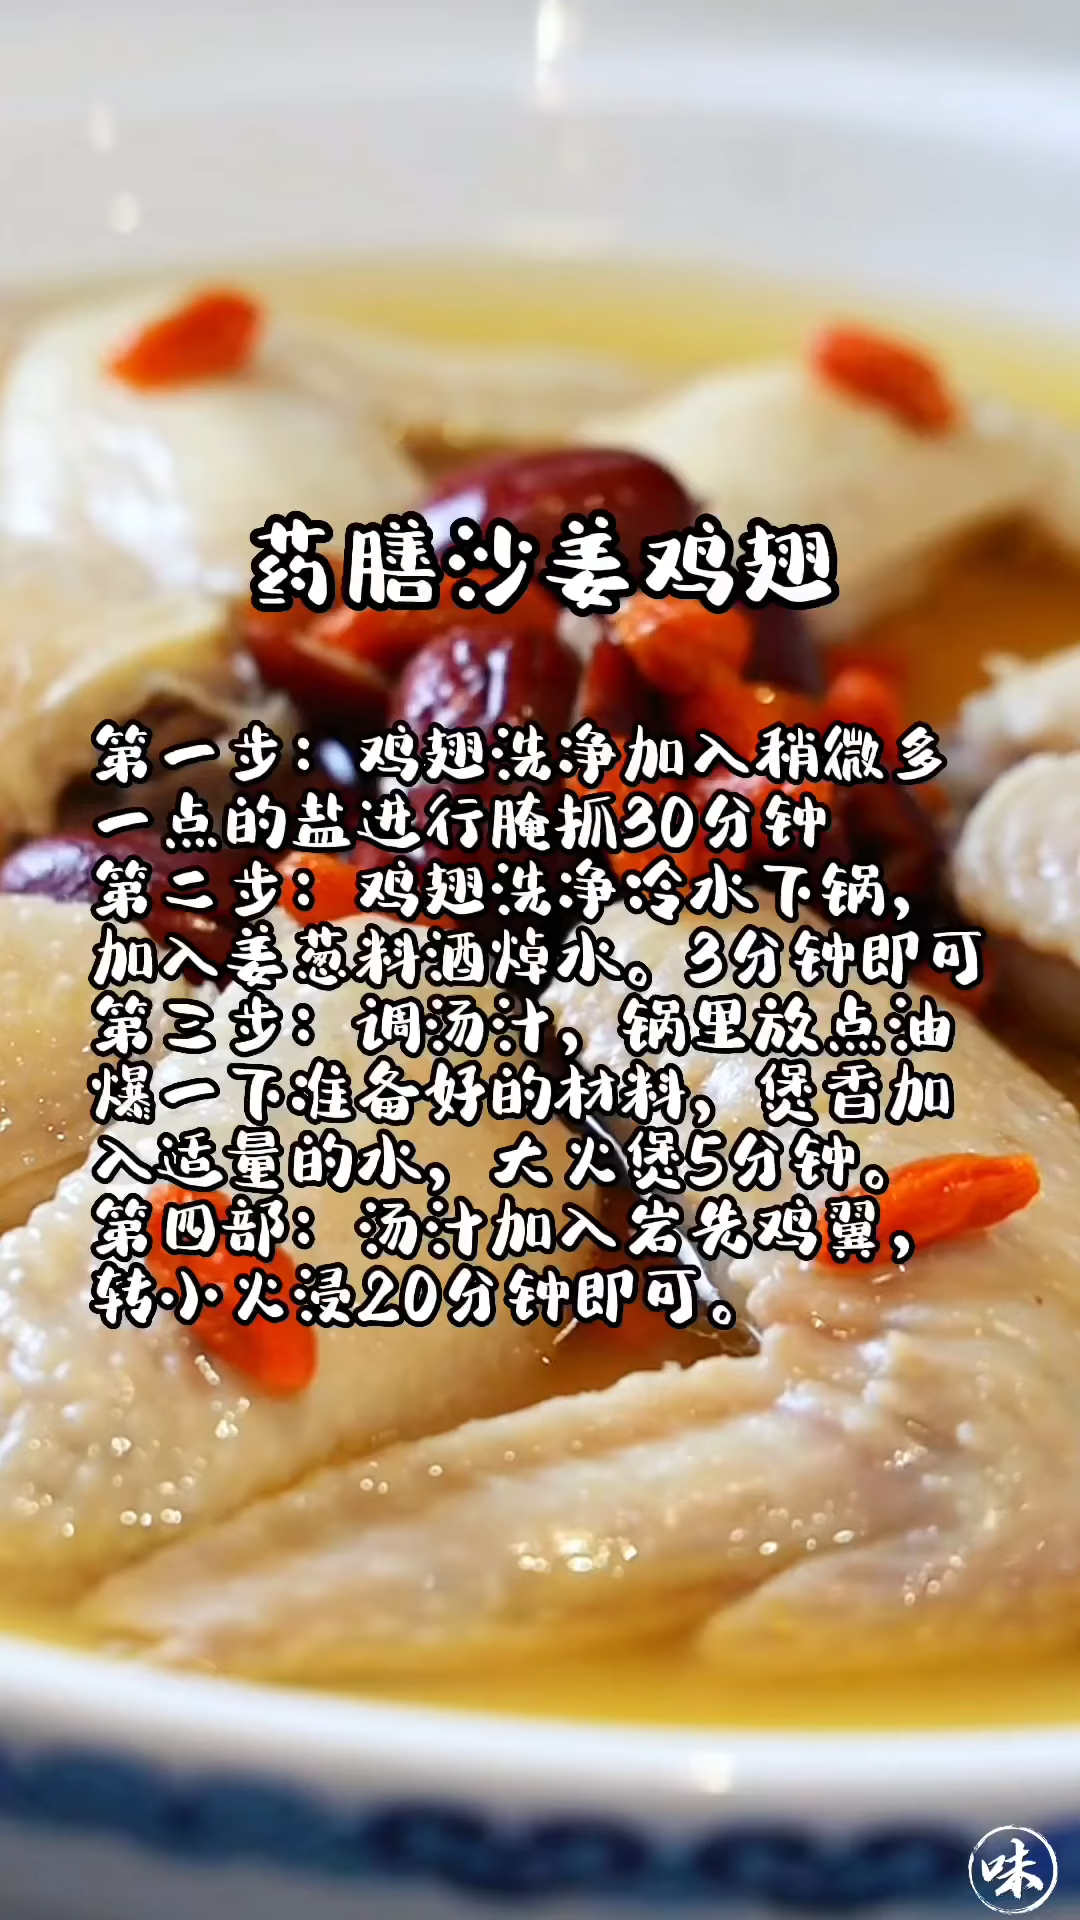 药膳沙姜鸡翅
第一步：鸡翅洗净加入稍微多
一点的盐进行腌抓30分钟
第二步：鸡翅洗净冷水下锅，
加入姜葱料酒焯水。3分钟即可
第三步：调汤汁，锅里放点油
爆一下准备好的材料，煲香加
入适量的水，大火煲5分钟。
第四部：汤汁加入岩先鸡翼，
转小火浸20分钟即可。
味